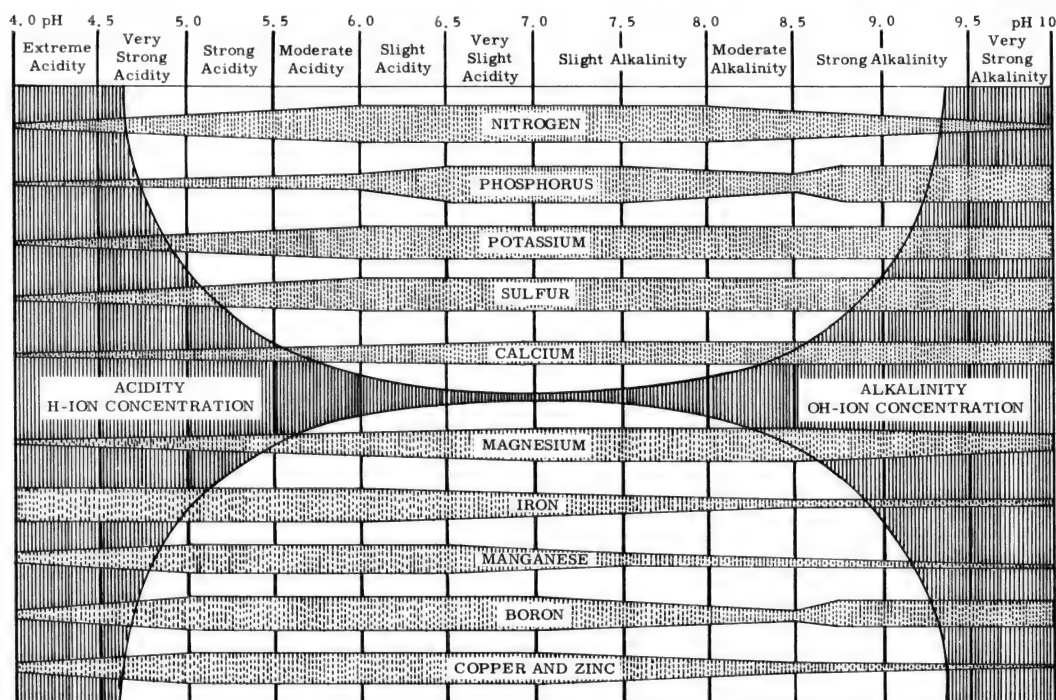 4.0 pH 4.5 5.0 5.5 6.0 6.5 7.0 7.5 8.0 8.5 9.0 9.5 pH 10
Extreme
Acidity
Very
Strong
Acidity
Strong
Acidity
Moderate
Acidity
Slight
Acidity
Very
Slight
Acidity
Slight Alkalinity
Moderate
Alkalinity
Strong Alkalinity
Very
Strong
Alkalinity
NITROGEN
PHOSPHORUS
POTASSIUM
SULFUR
CALCIUM
ACIDITY
H-ION CONCENTRATION
ALKALINITY
OH-ION CONCENTRATION
MAGNESIUM
IRON
MANGANESE
BORON
COPPER AND ZINC